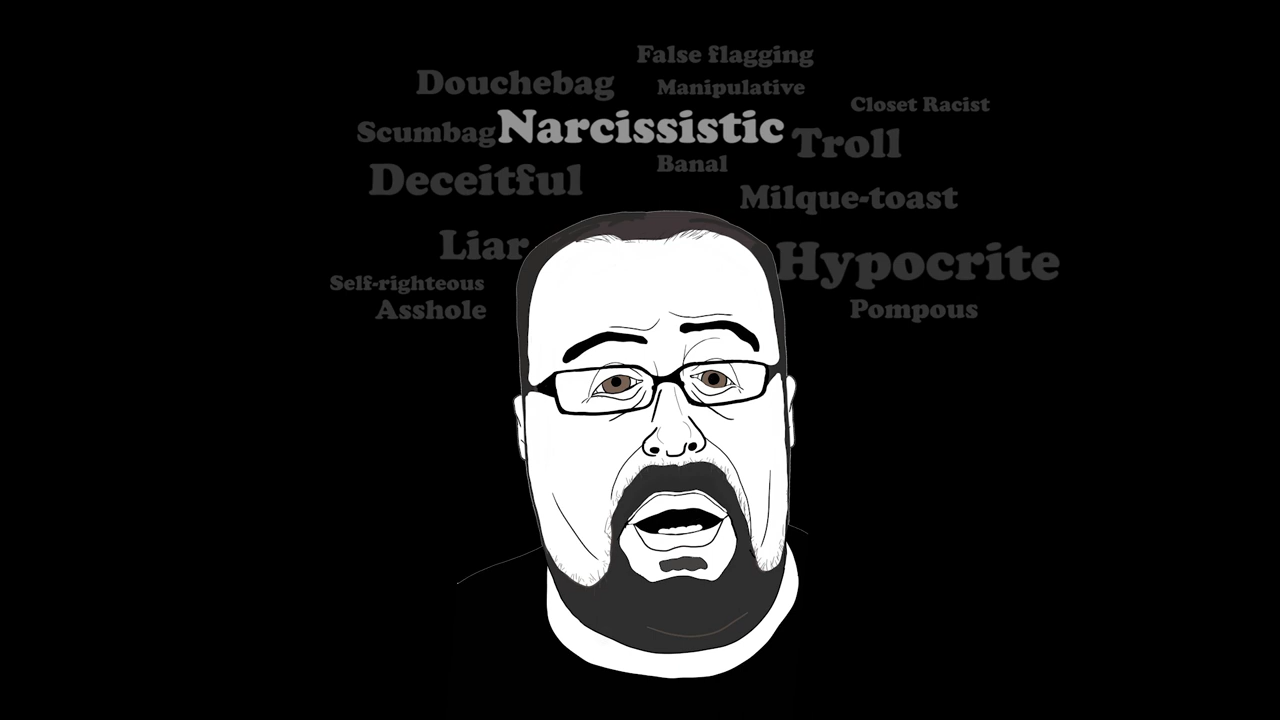 False flagging
Douchebag
Manipulative
Closet Racist
Scumbag
Narcissistic
Troll
Banal
Deceitful
Milque-toast
Liar
Hypocrite
Self-righteous
Asshole
Pompous